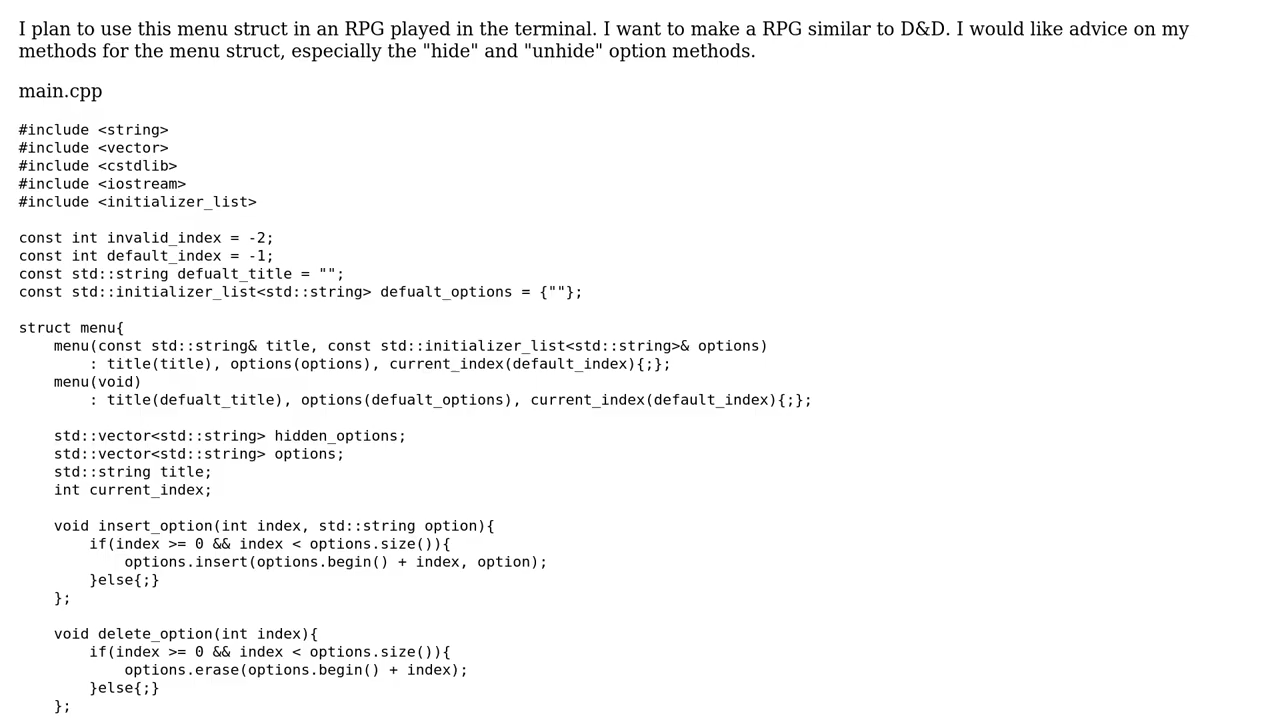 I plan to use this menu struct in an RPG played in the terminal. I want to make a RPG similar to D&D. I would like advice on my
methods for the menu struct, especially the "hide" and "unhide" option methods.
main.cpp
#include <string>
#include <vector>
#include <cstdlib>
#include <iostream>
#include <initializer_list>
const int invalid_index = -2;
const int default_index = -1;
const std::string defualt_title = "";
const std::initializer_list<std::string> defualt_options = {""};
struct menu{
    menu(const std::string& title, const std::initializer_list<std::string>& options)
        : title(title), options(options), current_index(default_index){;};
    menu(void)
        : title(defualt_title), options(defualt_options), current_index(default_index){;};
    std::vector<std::string> hidden_options;
    std::vector<std::string> options;
    std::string title;
    int current_index;
    void insert_option(int index, std::string option){
        if(index >= 0 && index < options.size()){
            options.insert(options.begin() + index, option);
        }else{;}
    };
    void delete_option(int index){
        if(index >= 0 && index < options.size()){
            options.erase(options.begin() + index);
        }else{;}
    };